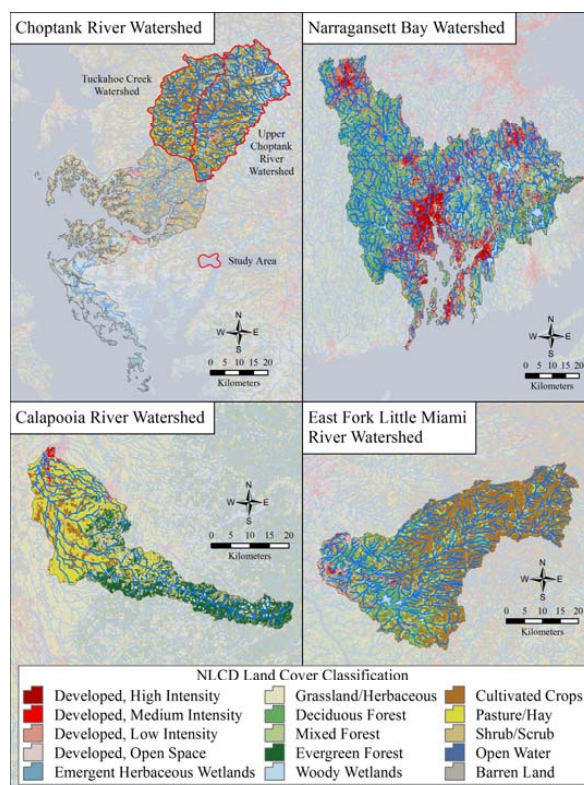 Choptank River Watershed
Tuckahoe Creek
Watershed
Upper
Choptank
River
Watershed
Study Area
N
W E
S
0 5 10 15 20
Kilometers
Narragansett Bay Watershed
N
W E
S
0 5 10 15 20
Kilometers
Calapooia River Watershed
N
W E
S
0 5 10 15 20
Kilometers
East Fork Little Miami
River Watershed
N
W E
S
0 5 10 15 20
Kilometers
NLCD Land Cover Classification
Developed, High Intensity
Developed, Medium Intensity
Developed, Low Intensity
Developed, Open Space
Emergent Herbaceous Wetlands
Grassland/Herbaceous
Deciduous Forest
Mixed Forest
Evergreen Forest
Woody Wetlands
Cultivated Crops
Pasture/Hay
Shrub/Scrub
Open Water
Barren Land